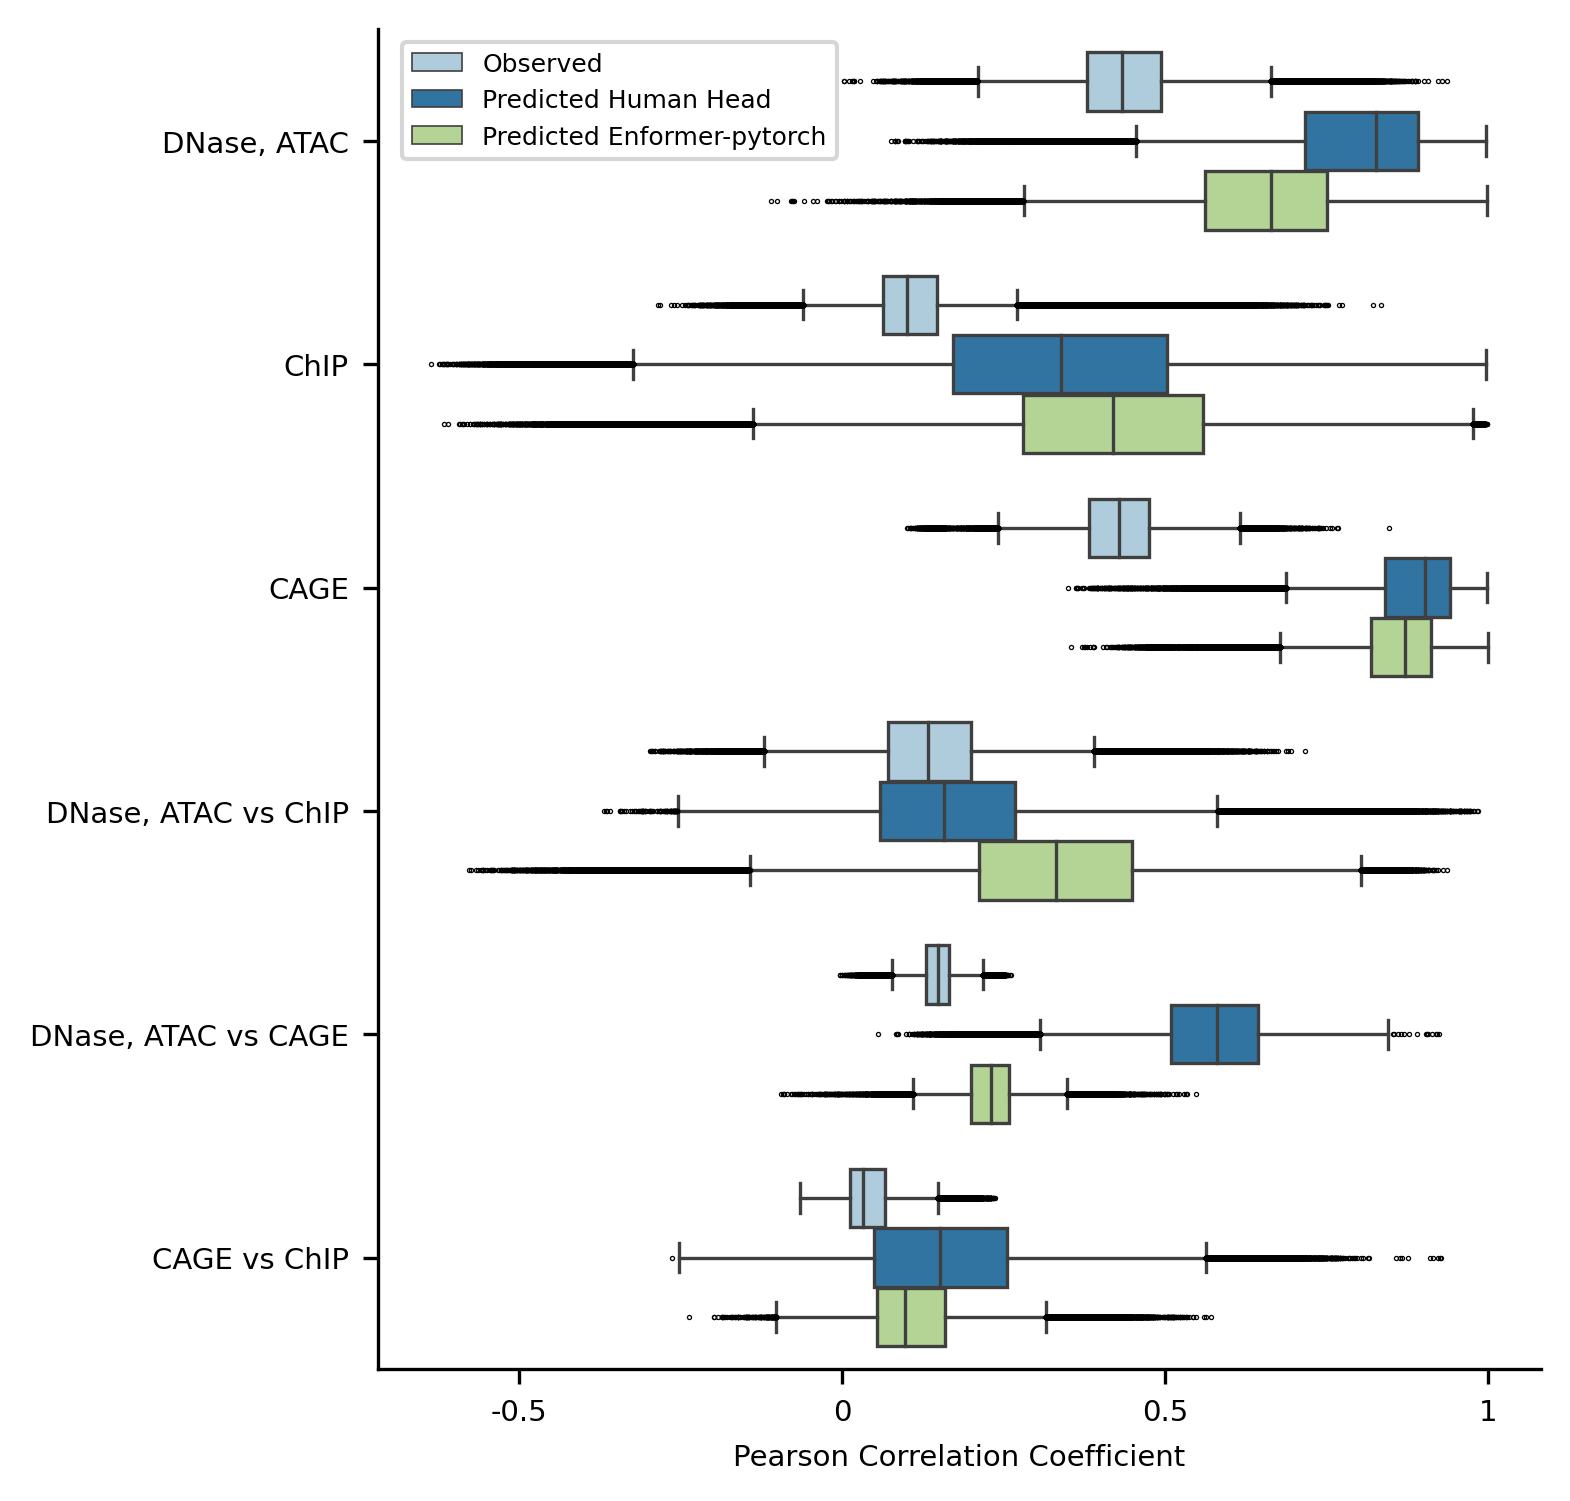 Observed
Predicted Human Head
Predicted Enformer-pytorch
DNase, ATAC
ChIP
CAGE
DNase, ATAC vs ChIP
DNase, ATAC vs CAGE
CAGE vs ChIP
-0.5 0 0.5 1
Pearson Correlation Coefficient